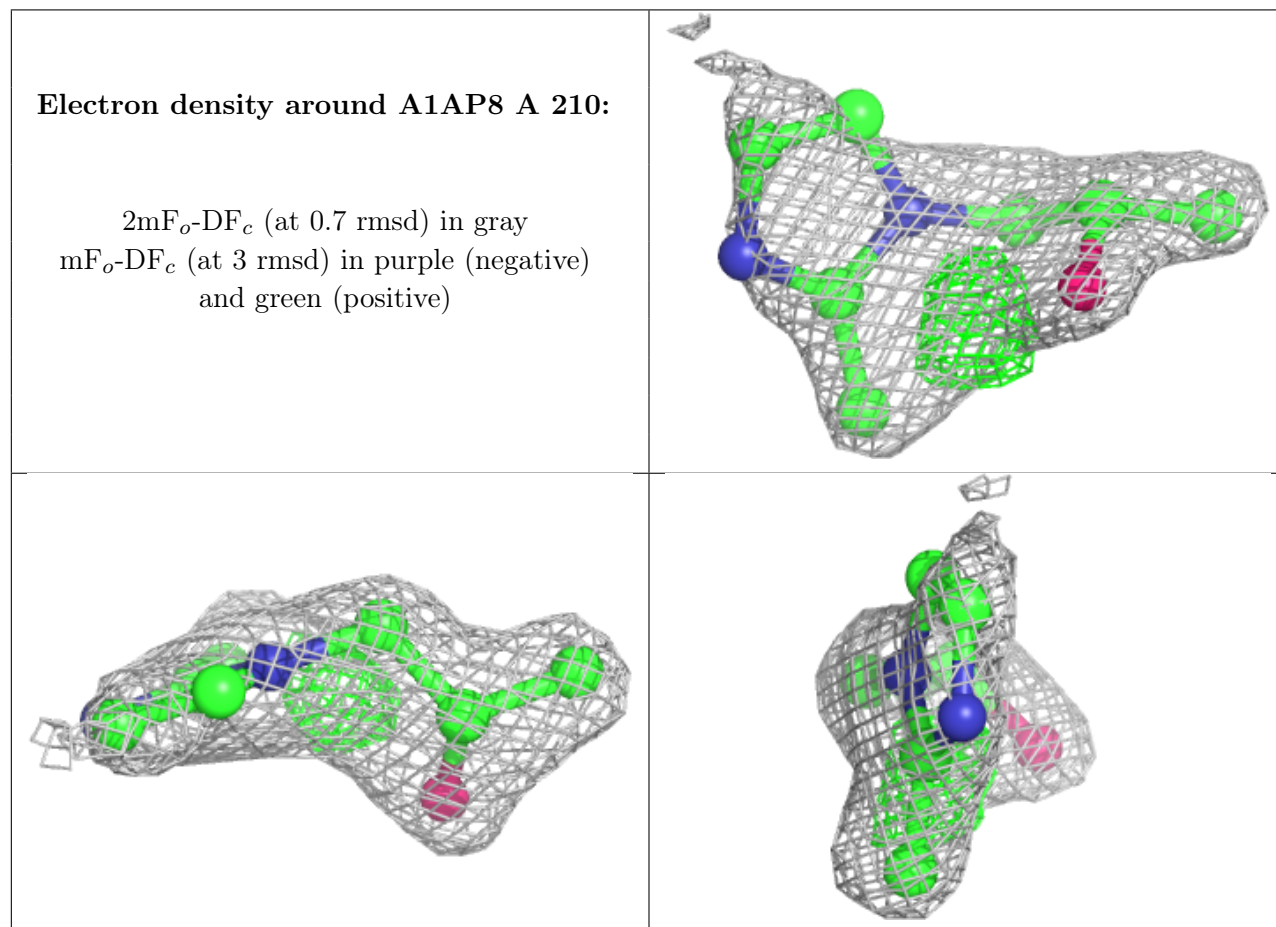 Electron density around A1AP8 A 210:
2mFo-DFc (at 0.7 rmsd) in gray
mFo-DFc (at 3 rmsd) in purple (negative)
and green (positive)